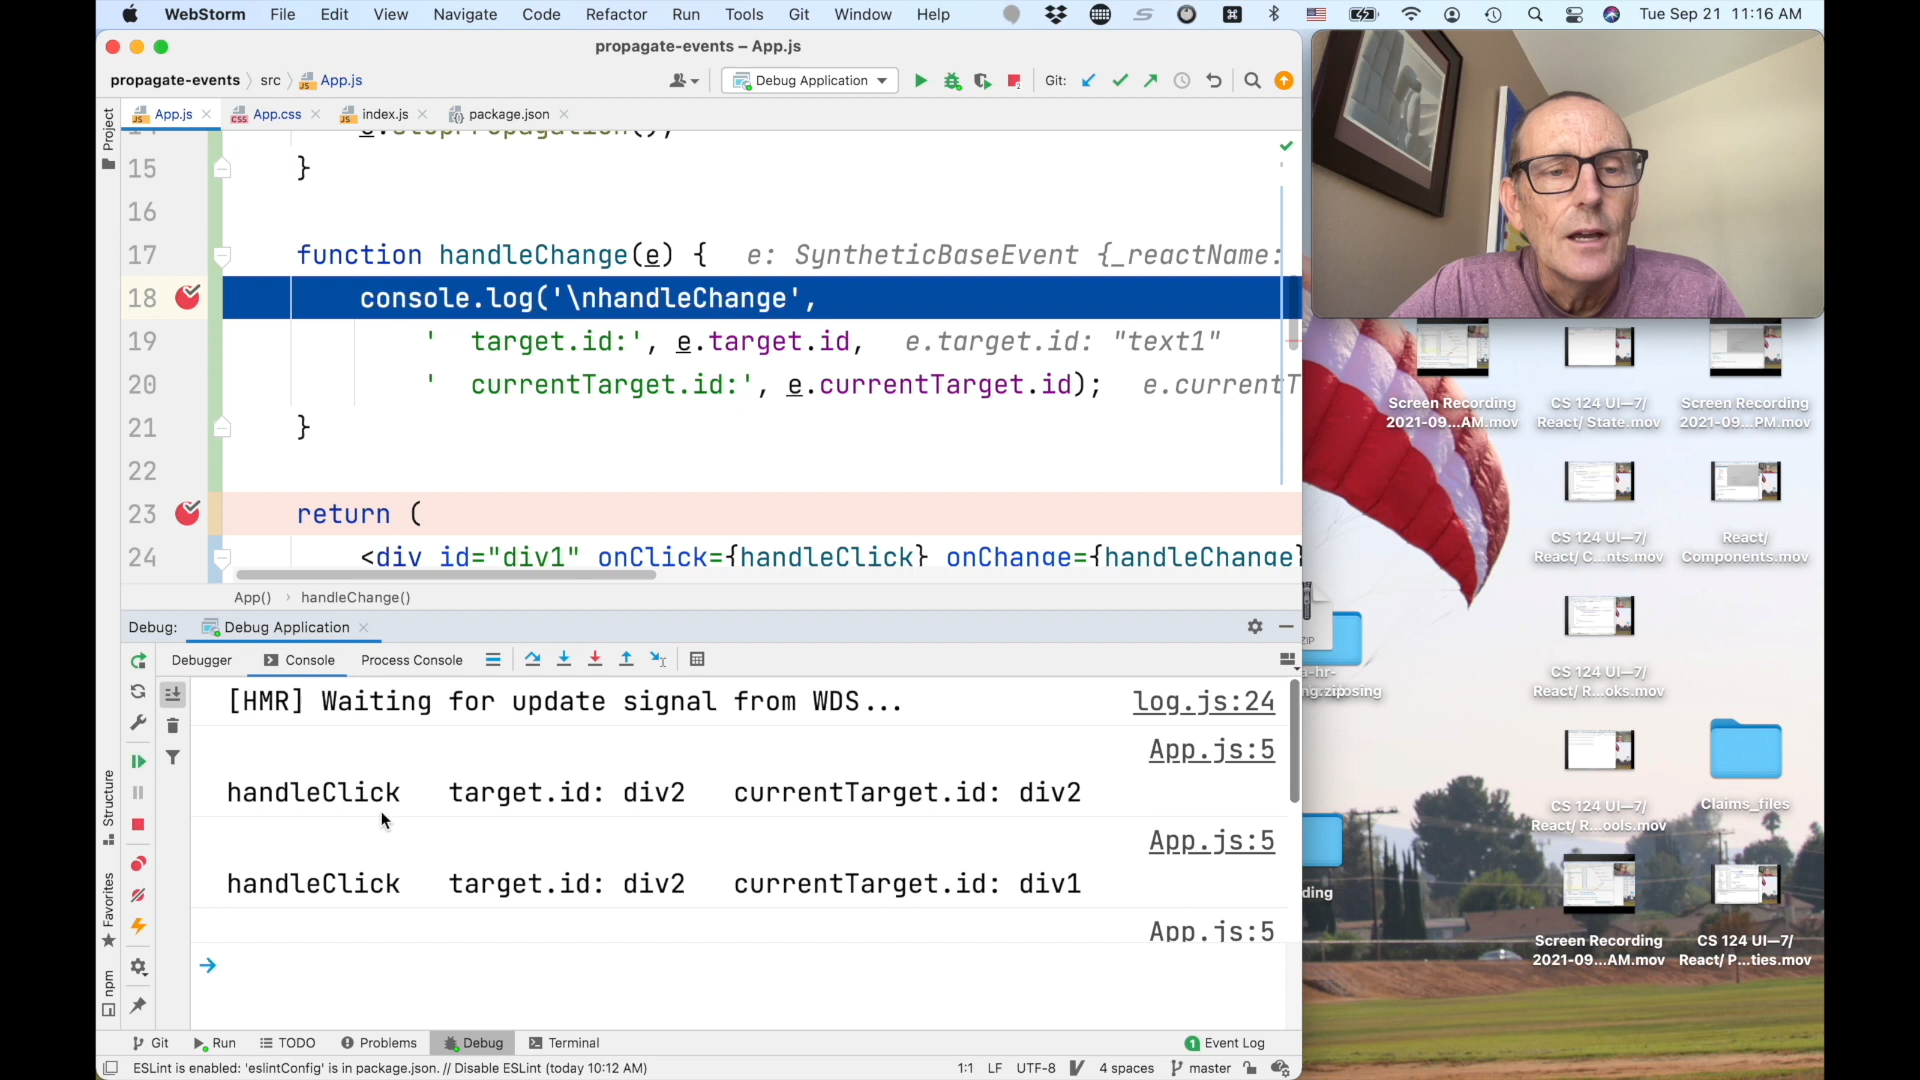 WebStorm File Edit View Navigate Code Refactor Run Tools Git Window Help Tue Sep 21 11:16 AM
propagate-events – App.js
propagate-events src App.js Debug Application Git:
App.js App.css index.js package.json
e.stopPropagation();
15 }
16
17 function handleChange(e) { e: SyntheticBaseEvent {_reactName:
18 console.log('\nhandleChange',
19 ' target.id:', e.target.id, e.target.id: "text1"
20 ' currentTarget.id:', e.currentTarget.id); e.currentT
21 }
22
23 return (
24 <div id="div1" onClick={handleClick} onChange={handleChange}
App() handleChange()
Debug: Debug Application
Debugger Console Process Console
[HMR] Waiting for update signal from WDS... log.js:24
App.js:5
handleClick target.id: div2 currentTarget.id: div2
App.js:5
handleClick target.id: div2 currentTarget.id: div1
App.js:5
Git Run TODO Problems Debug Terminal 1 Event Log
ESLint is enabled: 'eslintConfig' is in package.json. // Disable ESLint (today 10:12 AM) 1:1 LF UTF-8 4 spaces master
Project
Structure
Favorites
npm
Screen Recording
2021-09...AM.mov
CS 124 UI—7/
React/ State.mov
Screen Recording
2021-09...PM.mov
CS 124 UI—7/
React/ C...nts.mov
React/
Components.mov
ZIP
CS 124 UI—7/
React/ R...oks.mov
CS 124 UI—7/
React/ R...ools.mov
Claims_files
ding
Screen Recording
2021-09...AM.mov
CS 124 UI—7/
React/ P...ties.mov